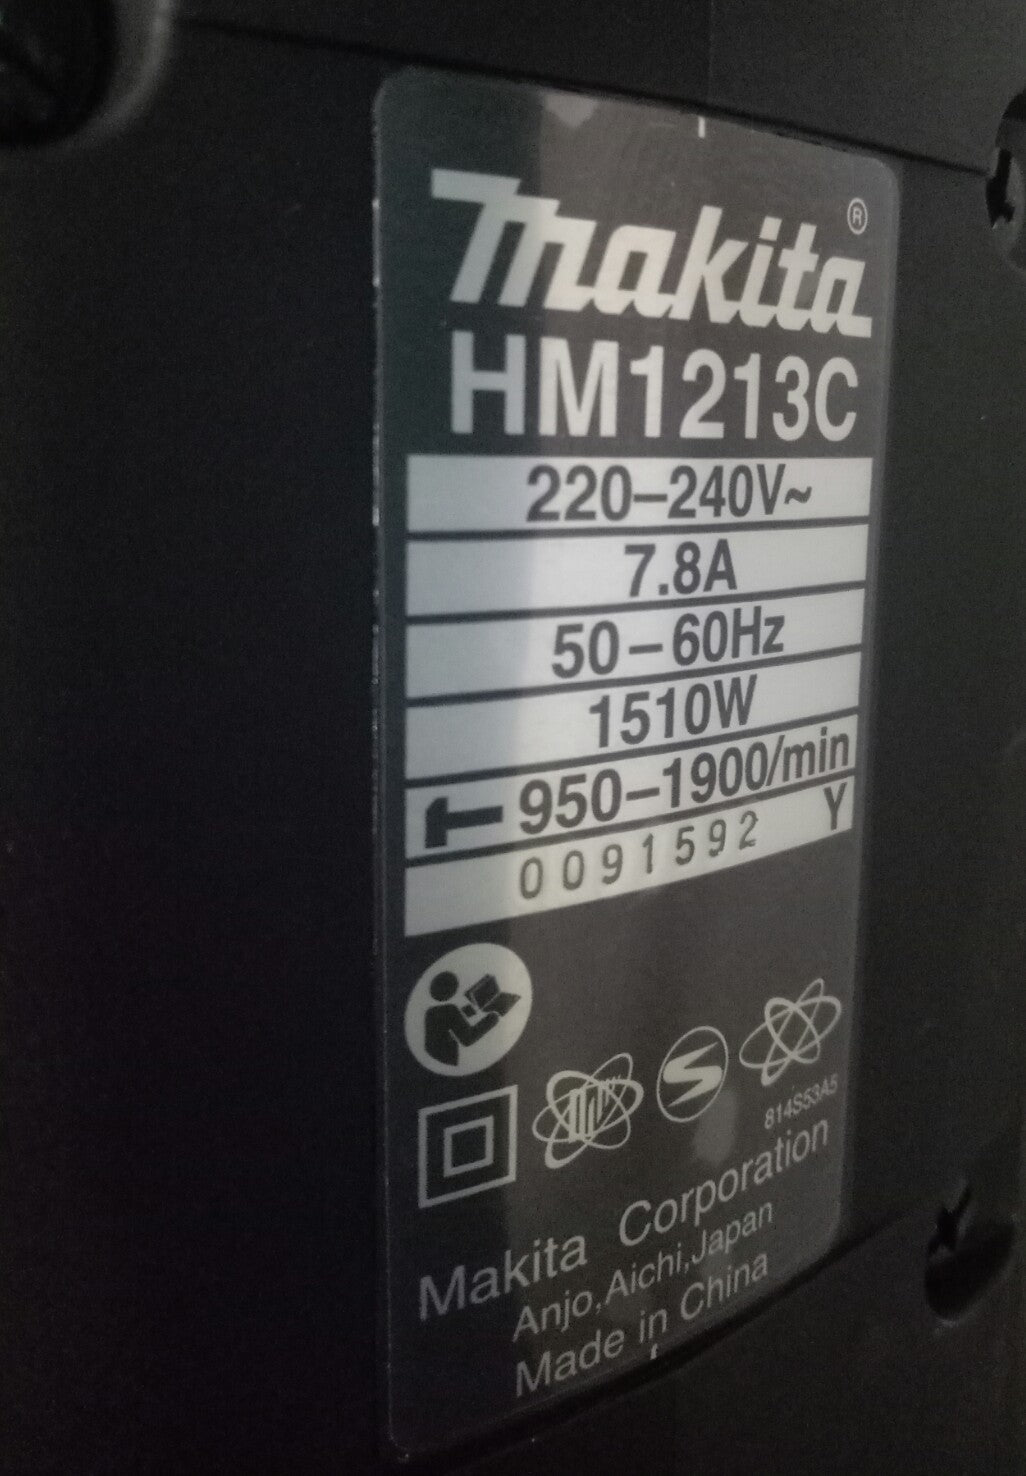 makita®
HM1213C
220–240V~
7.8A
50–60Hz
1510W
950–1900/min
0091592 Y
S
814S53A5
Makita Corporation
Anjo,Aichi,Japan
Made in China